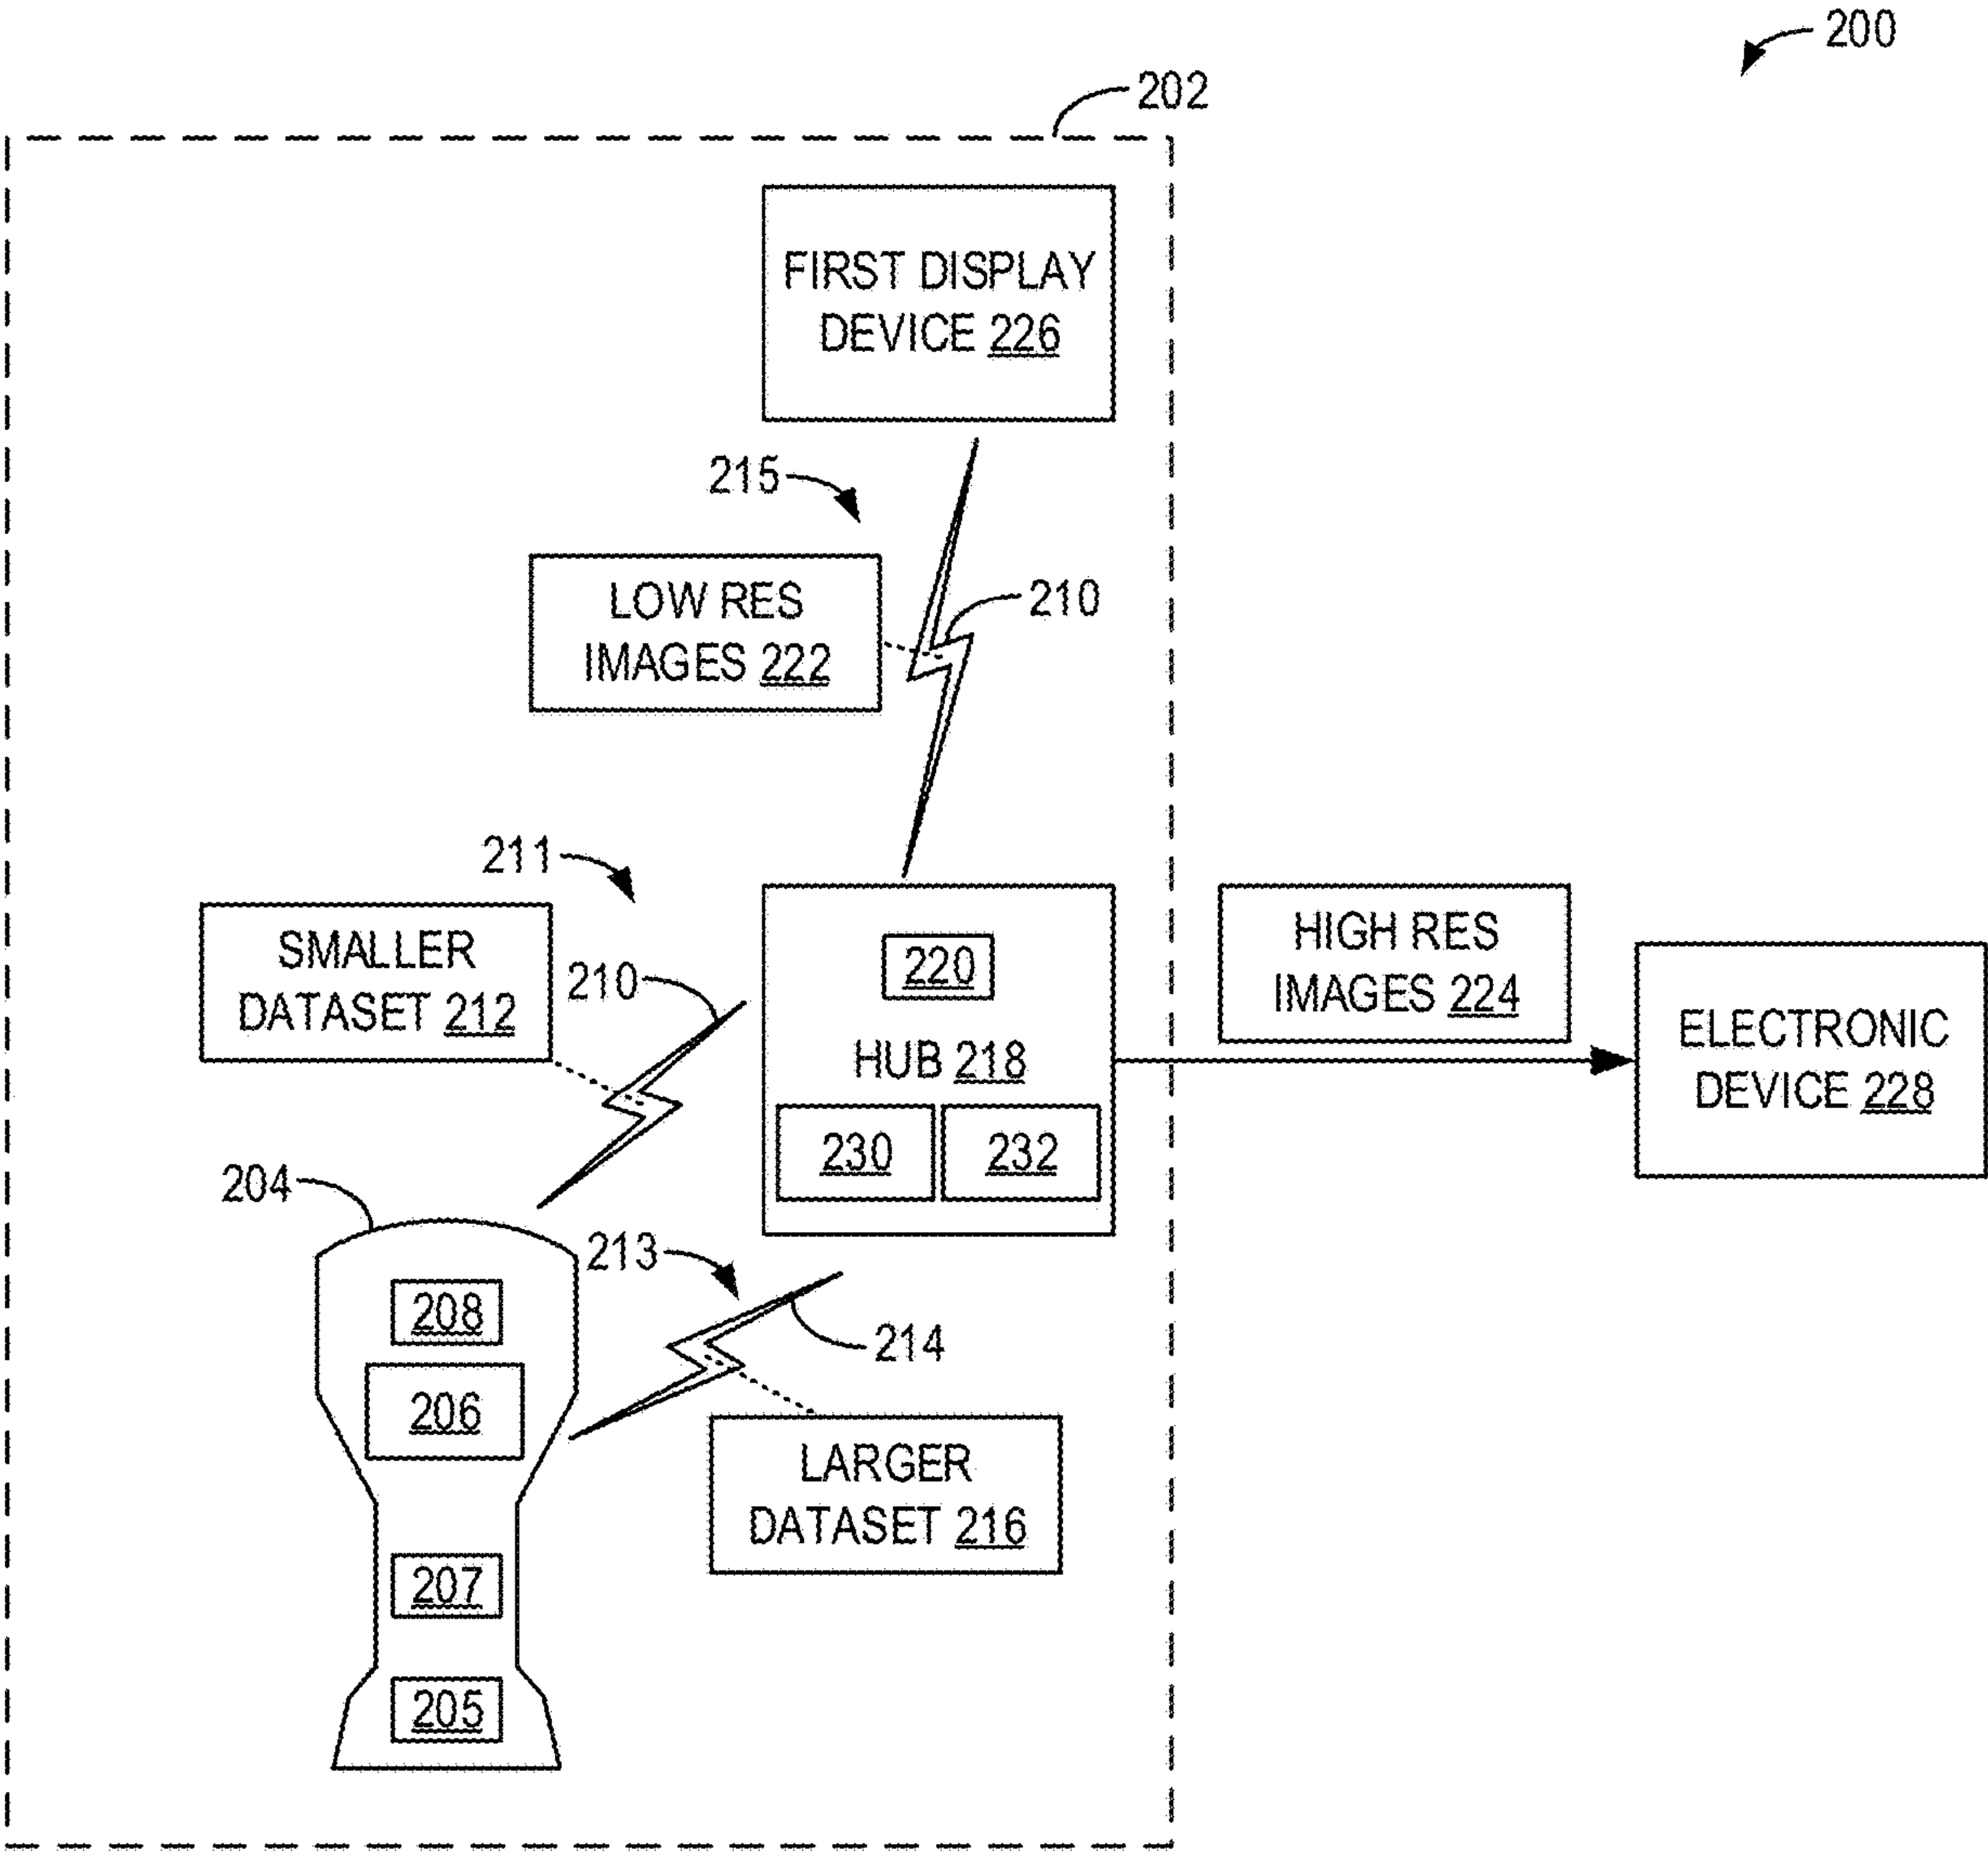 200
202
FIRST DISPLAY
DEVICE 226
215
LOW RES
IMAGES 222
210
211
SMALLER
DATASET 212
210
220
HUB 218
230 232
HIGH RES
IMAGES 224
ELECTRONIC
DEVICE 228
204
213
214
208
206
LARGER
DATASET 216
207
205